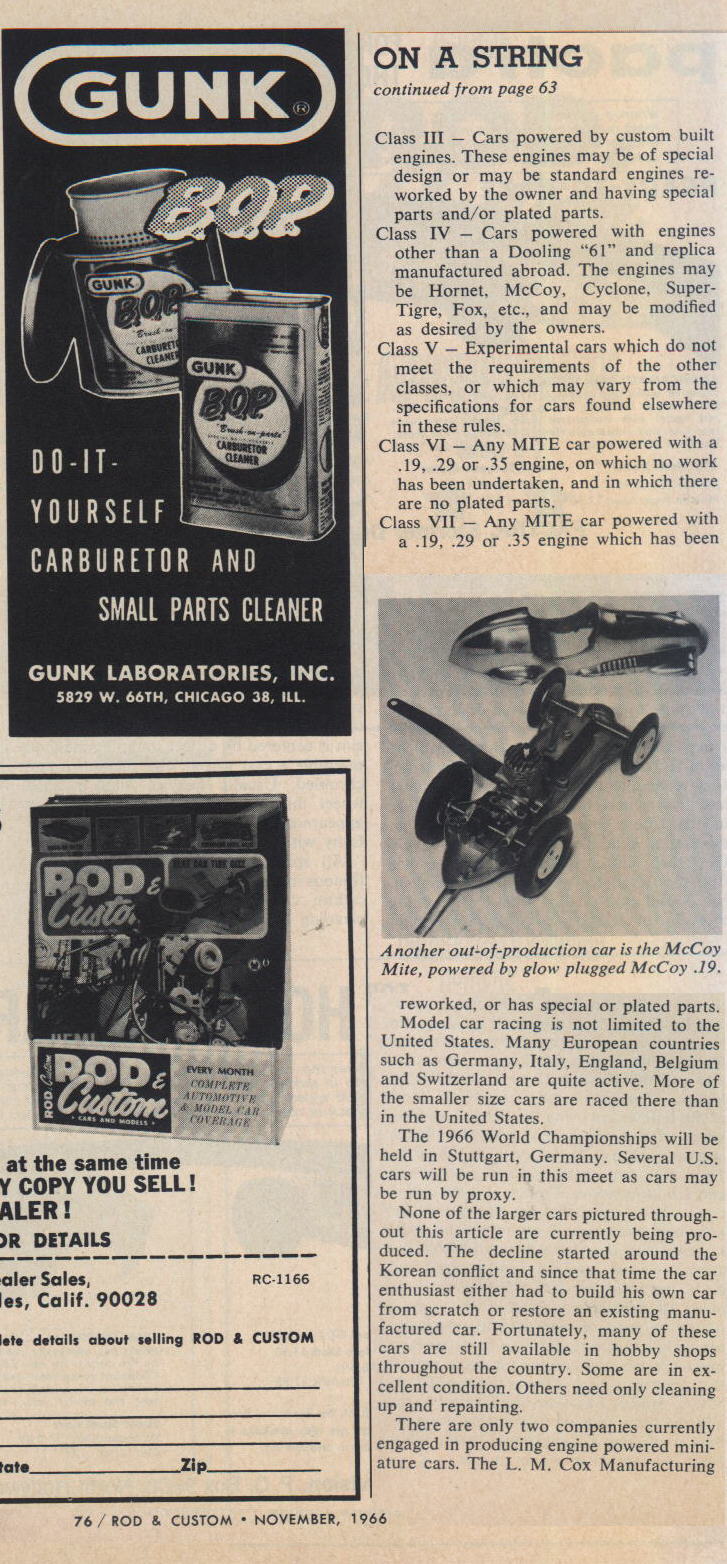 GUNK®
B.O.P.
GUNK
B.O.P.
"Brush-on
CARBURET
CLEANER
GUNK
B.O.P.
"Brush-on-parts"
CARBURETOR
CLEANER
DO-IT-
YOURSELF
CARBURETOR AND
SMALL PARTS CLEANER
GUNK LABORATORIES, INC.
5829 W. 66TH, CHICAGO 38, ILL.
ROD &
Custom
ROD & Custom
ROD &
Custom
• CARS AND MODELS •
EVERY MONTH
COMPLETE
AUTOMOTIVE
& MODEL CAR
COVERAGE
at the same time
Y COPY YOU SELL!
ALER!
OR DETAILS
ealer Sales,
RC-1166
les, Calif. 90028
lete details about selling ROD & CUSTOM
tate Zip
ON A STRING
continued from page 63
Class III — Cars powered by custom built
engines. These engines may be of special
design or may be standard engines re-
worked by the owner and having special
parts and/or plated parts.
Class IV — Cars powered with engines
other than a Dooling "61" and replica
manufactured abroad. The engines may
be Hornet, McCoy, Cyclone, Super-
Tigre, Fox, etc., and may be modified
as desired by the owners.
Class V — Experimental cars which do not
meet the requirements of the other
classes, or which may vary from the
specifications for cars found elsewhere
in these rules.
Class VI — Any MITE car powered with a
.19, .29 or .35 engine, on which no work
has been undertaken, and in which there
are no plated parts.
Class VII — Any MITE car powered with
a .19, .29 or .35 engine which has been
Another out-of-production car is the McCoy
Mite, powered by glow plugged McCoy .19.
reworked, or has special or plated parts.
Model car racing is not limited to the
United States. Many European countries
such as Germany, Italy, England, Belgium
and Switzerland are quite active. More of
the smaller size cars are raced there than
in the United States.
The 1966 World Championships will be
held in Stuttgart, Germany. Several U.S.
cars will be run in this meet as cars may
be run by proxy.
None of the larger cars pictured through-
out this article are currently being pro-
duced. The decline started around the
Korean conflict and since that time the car
enthusiast either had to build his own car
from scratch or restore an existing manu-
factured car. Fortunately, many of these
cars are still available in hobby shops
throughout the country. Some are in ex-
cellent condition. Others need only cleaning
up and repainting.
There are only two companies currently
engaged in producing engine powered mini-
ature cars. The L. M. Cox Manufacturing
76 / ROD & CUSTOM • NOVEMBER, 1966